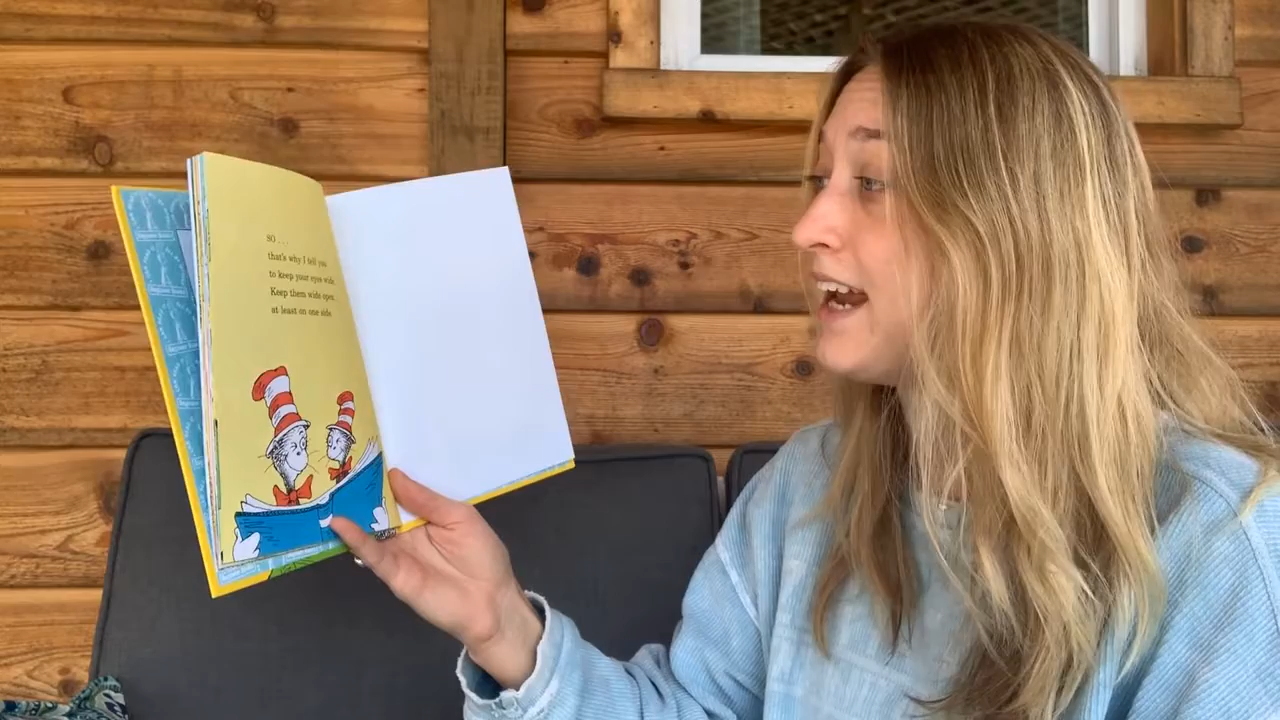 SO . . .
that's why I tell you
to keep your eyes wide.
Keep them wide open
at least on one side.